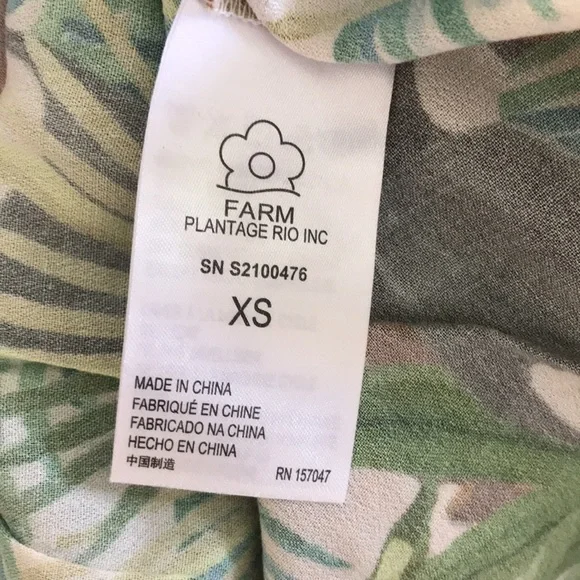 FARM
PLANTAGE RIO INC
SN S2100476
XS
MADE IN CHINA
FABRIQUÉ EN CHINE
FABRICADO NA CHINA
HECHO EN CHINA
中国制造
RN 157047